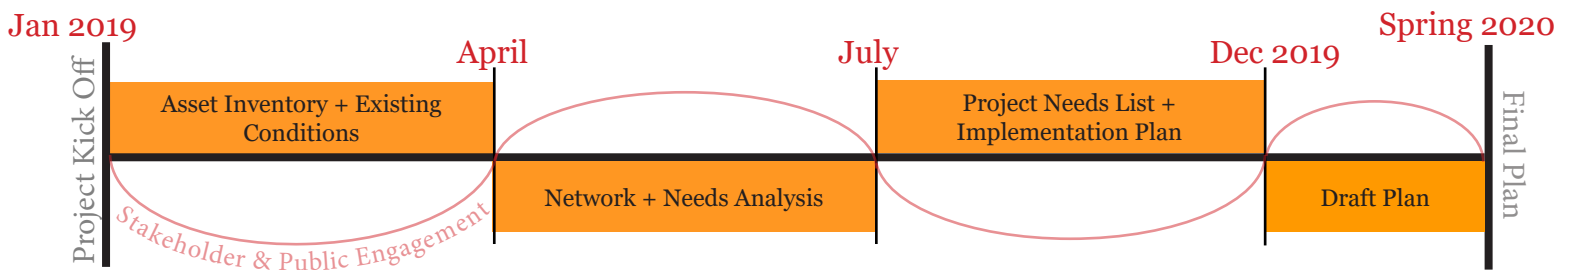 Jan 2019
April
July
Dec 2019
Spring 2020
Project Kick Off
Asset Inventory + Existing
Conditions
Stakeholder & Public Engagement
Network + Needs Analysis
Project Needs List +
Implementation Plan
Draft Plan
Final Plan